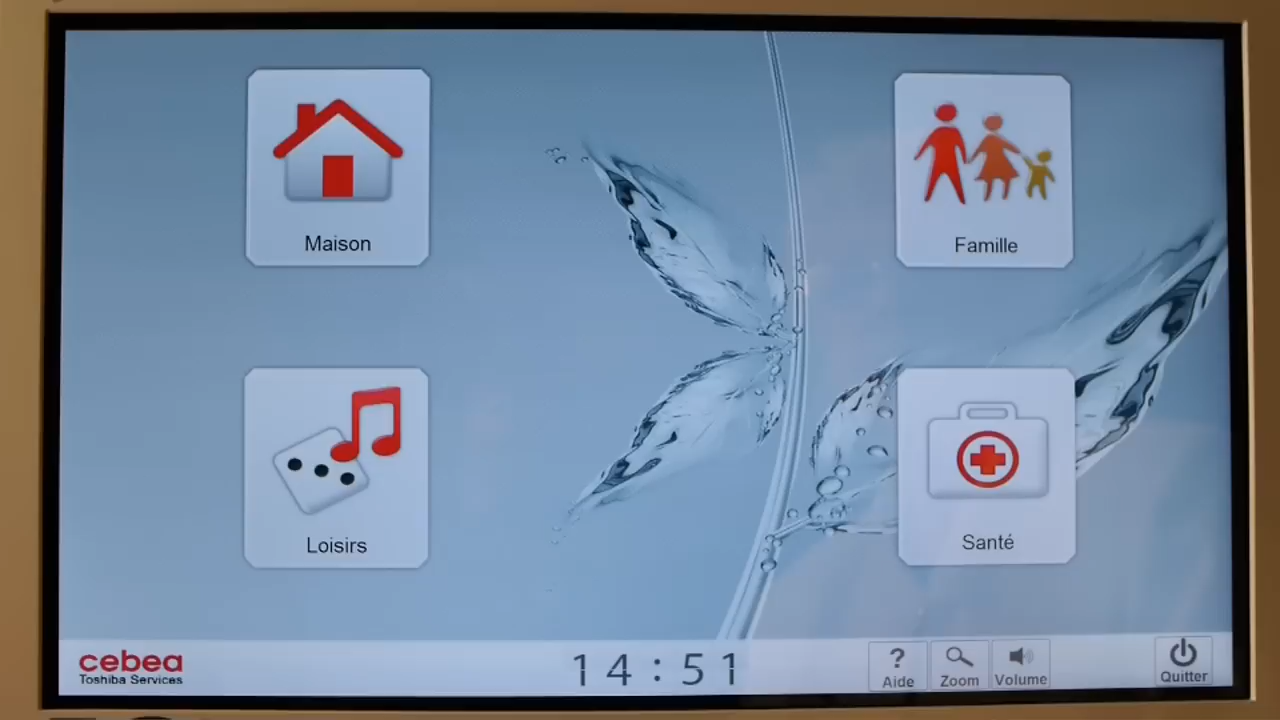 Maison
Famille
Loisirs
Santé
cebea
Toshiba Services
14:51
?
Aide
Zoom
Volume
Quitter